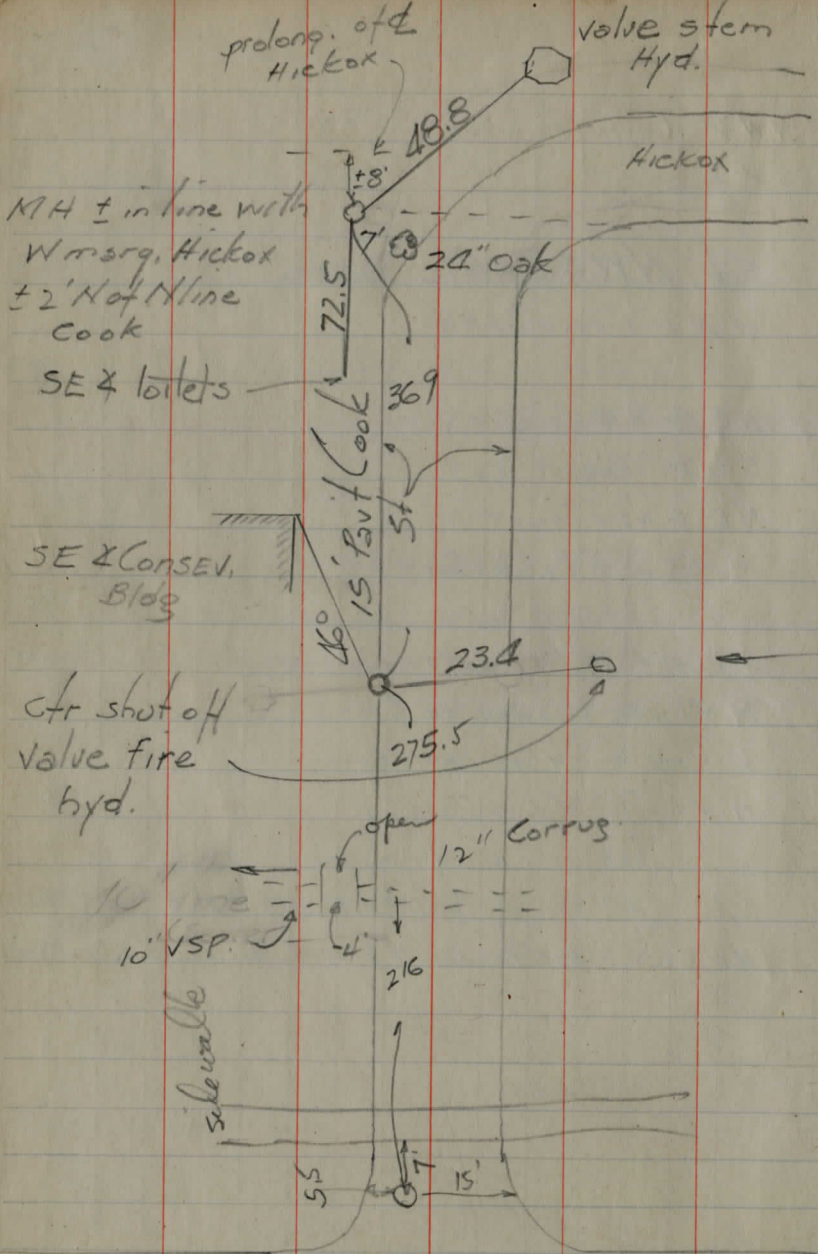 prolong. of ℄
Hickox
valve stem
Hyd.
48.8
Hickox
±8'
MH ± in line with
W marg. Hickox
±2' N of N line
Cook
7'
24" Oak
72.5
SE ∡ toilets
369
15' Pav't Cook
St
SE ∡ Consev.
Bldg
46°
23.4
Ctr shut off
valve fire
hyd.
275.5
open
12" Corrug.
10" VSP.
4'
216
sidewalk
7'
5.5
15'